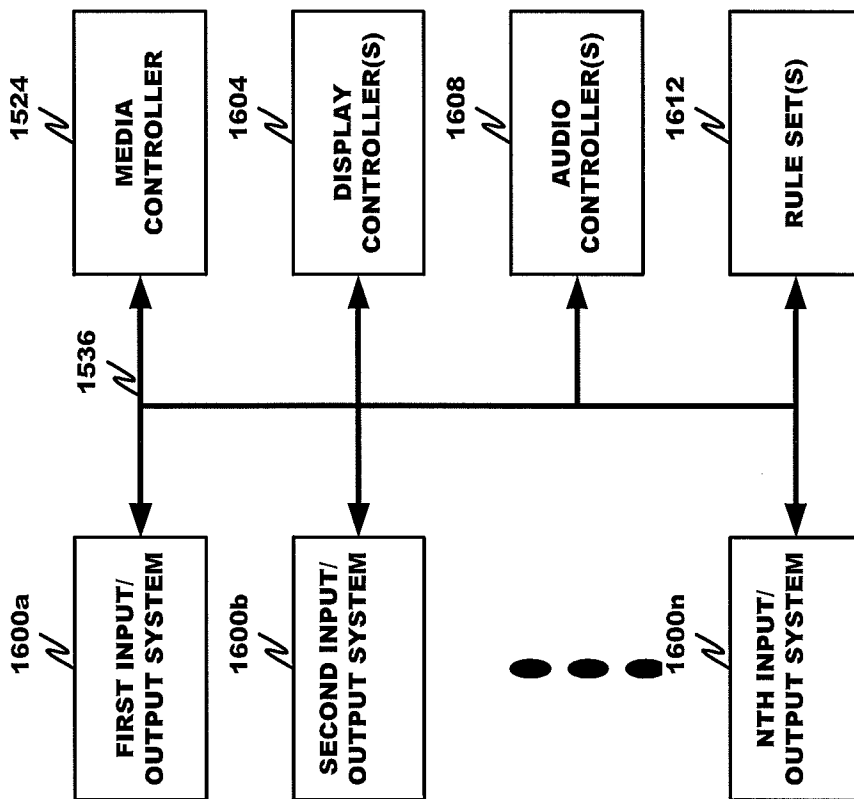 1600a
1524
FIRST INPUT/
OUTPUT SYSTEM
1536
MEDIA
CONTROLLER
1600b
1604
SECOND INPUT/
OUTPUT SYSTEM
DISPLAY
CONTROLLER(S)
1608
AUDIO
CONTROLLER(S)
1600n
1612
NTH INPUT/
OUTPUT SYSTEM
RULE SET(S)